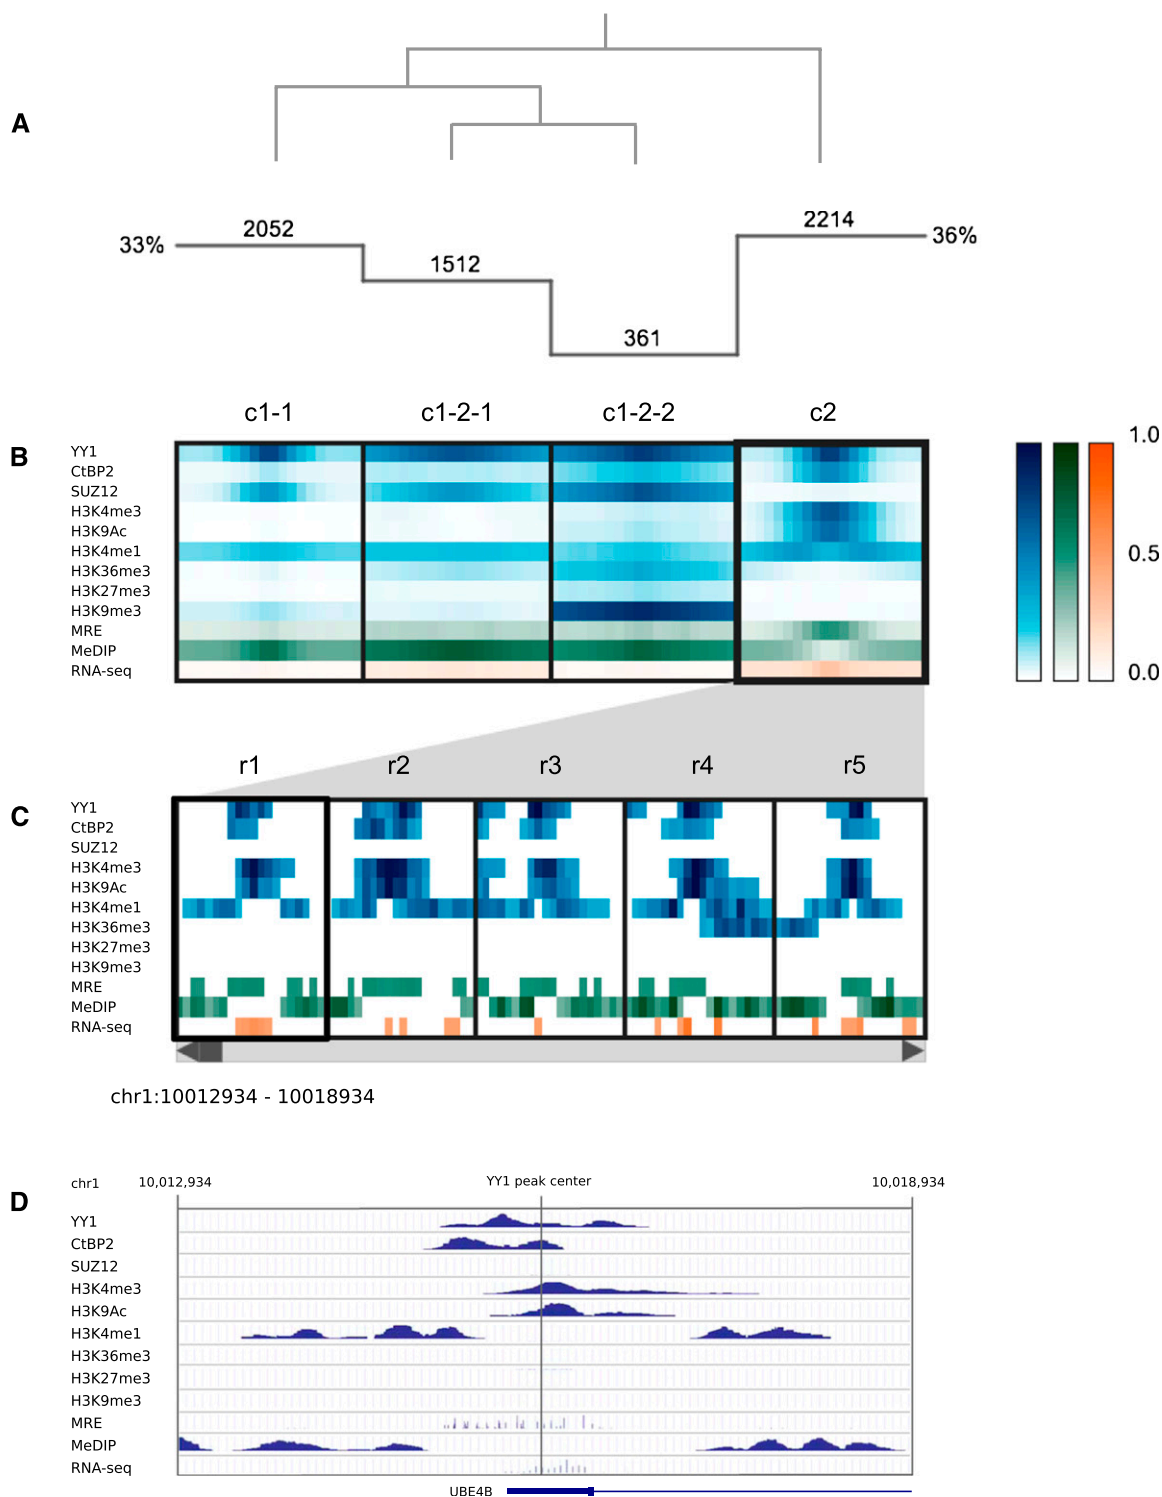 A
33%
2052
1512
361
2214
36%
c1-1 c1-2-1 c1-2-2 c2
B
YY1
CtBP2
SUZ12
H3K4me3
H3K9Ac
H3K4me1
H3K36me3
H3K27me3
H3K9me3
MRE
MeDIP
RNA-seq
1.0
0.5
0.0
r1 r2 r3 r4 r5
C
YY1
CtBP2
SUZ12
H3K4me3
H3K9Ac
H3K4me1
H3K36me3
H3K27me3
H3K9me3
MRE
MeDIP
RNA-seq
chr1:10012934 - 10018934
D
chr1 10,012,934 YY1 peak center 10,018,934
YY1
CtBP2
SUZ12
H3K4me3
H3K9Ac
H3K4me1
H3K36me3
H3K27me3
H3K9me3
MRE
MeDIP
RNA-seq
UBE4B